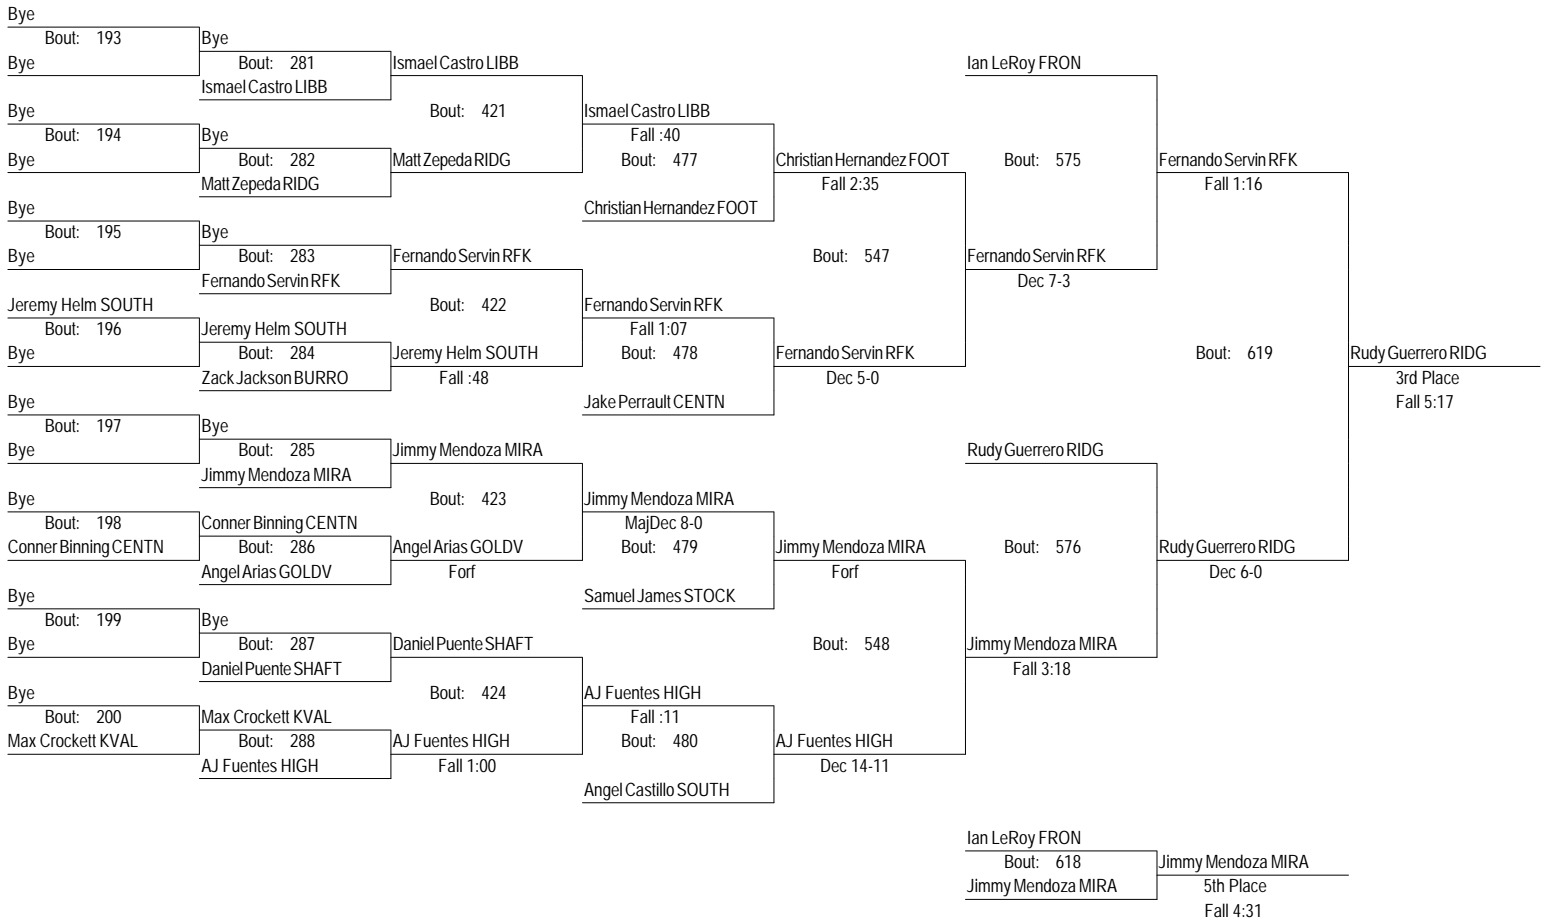 Bye
Bout: 193
Bye
Bye
Bout: 194
Bye
Bye
Bout: 195
Bye
Jeremy Helm SOUTH
Bout: 196
Bye
Bye
Bout: 197
Bye
Bye
Bout: 198
Conner Binning CENTN
Bye
Bout: 199
Bye
Bye
Bout: 200
Max Crockett KVAL
Bye
Bout: 281
Ismael Castro LIBB
Bye
Bout: 282
Matt Zepeda RIDG
Bye
Bout: 283
Fernando Servin RFK
Jeremy Helm SOUTH
Bout: 284
Zack Jackson BURRO
Bye
Bout: 285
Jimmy Mendoza MIRA
Conner Binning CENTN
Bout: 286
Angel Arias GOLDV
Bye
Bout: 287
Daniel Puente SHAFT
Max Crockett KVAL
Bout: 288
AJ Fuentes HIGH
Ismael Castro LIBB
Bout: 421
Matt Zepeda RIDG
Fernando Servin RFK
Bout: 422
Jeremy Helm SOUTH
Fall :48
Jimmy Mendoza MIRA
Bout: 423
Angel Arias GOLDV
Forf
Daniel Puente SHAFT
Bout: 424
AJ Fuentes HIGH
Fall 1:00
Ismael Castro LIBB
Fall :40
Bout: 477
Christian Hernandez FOOT
Fernando Servin RFK
Fall 1:07
Bout: 478
Jake Perrault CENTN
Jimmy Mendoza MIRA
MajDec 8-0
Bout: 479
Samuel James STOCK
AJ Fuentes HIGH
Fall :11
Bout: 480
Angel Castillo SOUTH
Christian Hernandez FOOT
Fall 2:35
Bout: 547
Fernando Servin RFK
Dec 5-0
Jimmy Mendoza MIRA
Forf
Bout: 548
AJ Fuentes HIGH
Dec 14-11
Ian LeRoy FRON
Bout: 575
Fernando Servin RFK
Dec 7-3
Rudy Guerrero RIDG
Bout: 576
Jimmy Mendoza MIRA
Fall 3:18
Fernando Servin RFK
Fall 1:16
Bout: 619
Rudy Guerrero RIDG
Dec 6-0
Rudy Guerrero RIDG
3rd Place
Fall 5:17
Ian LeRoy FRON
Bout: 618
Jimmy Mendoza MIRA
Jimmy Mendoza MIRA
5th Place
Fall 4:31